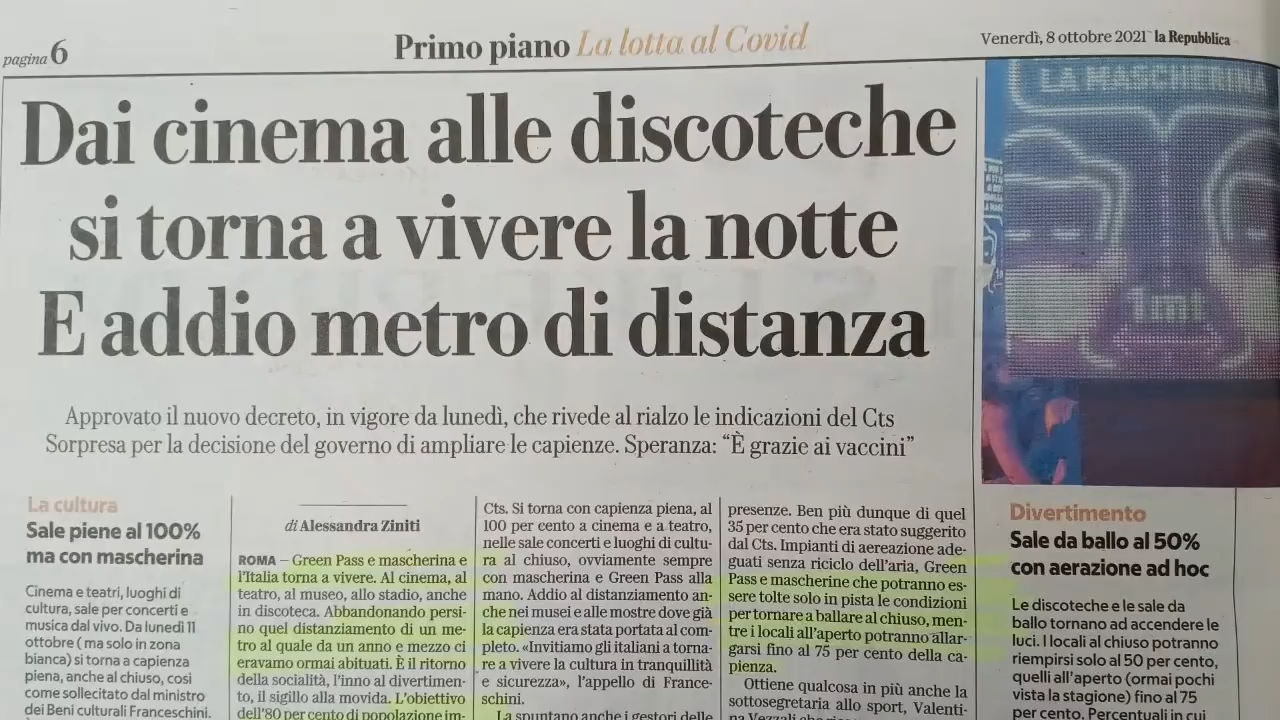 pagina 6
Primo piano La lotta al Covid
Venerdì, 8 ottobre 2021 la Repubblica
Dai cinema alle discoteche
si torna a vivere la notte
E addio metro di distanza
Approvato il nuovo decreto, in vigore da lunedì, che rivede al rialzo le indicazioni del Cts
Sorpresa per la decisione del governo di ampliare le capienze. Speranza: “È grazie ai vaccini”
La cultura
Sale piene al 100%
ma con mascherina
Cinema e teatri, luoghi di
cultura, sale per concerti e
musica dal vivo. Da lunedì 11
ottobre ( ma solo in zona
bianca) si torna a capienza
piena, anche al chiuso, così
come sollecitato dal ministro
dei Beni culturali Franceschini.
di Alessandra Ziniti
ROMA – Green Pass e mascherina e
l'Italia torna a vivere. Al cinema, al
teatro, al museo, allo stadio, anche
in discoteca. Abbandonando persi-
no quel distanziamento di un me-
tro al quale da un anno e mezzo ci
eravamo ormai abituati. È il ritorno
della socialità, l'inno al divertimen-
to, il sigillo alla movida. L'obiettivo
dell'80 per cento di popolazione im-
Cts. Si torna con capienza piena, al
100 per cento a cinema e a teatro,
nelle sale concerti e luoghi di cultu-
ra al chiuso, ovviamente sempre
con mascherina e Green Pass alla
mano. Addio al distanziamento an-
che nei musei e alle mostre dove già
la capienza era stata portata al com-
pleto. «Invitiamo gli italiani a torna-
re a vivere la cultura in tranquillità
e sicurezza», l'appello di France-
schini.
La spuntano anche i gestori delle
presenze. Ben più dunque di quel
35 per cento che era stato suggerito
dal Cts. Impianti di aereazione ade-
guati senza riciclo dell'aria, Green
Pass e mascherine che potranno es-
sere tolte solo in pista le condizioni
per tornare a ballare al chiuso, men-
tre i locali all'aperto potranno allar-
garsi fino al 75 per cento della ca-
pienza.
Ottiene qualcosa in più anche la
sottosegretaria allo sport, Valenti-
na Vezzali che
LA MASCHERINA
1mt
Divertimento
Sale da ballo al 50%
con aerazione ad hoc
Le discoteche e le sale da
ballo tornano ad accendere le
luci. I locali al chiuso potranno
riempirsi solo al 50 per cento,
quelli all'aperto (ormai pochi
vista la stagione) fino al 75
per cento. Percentuali in cui